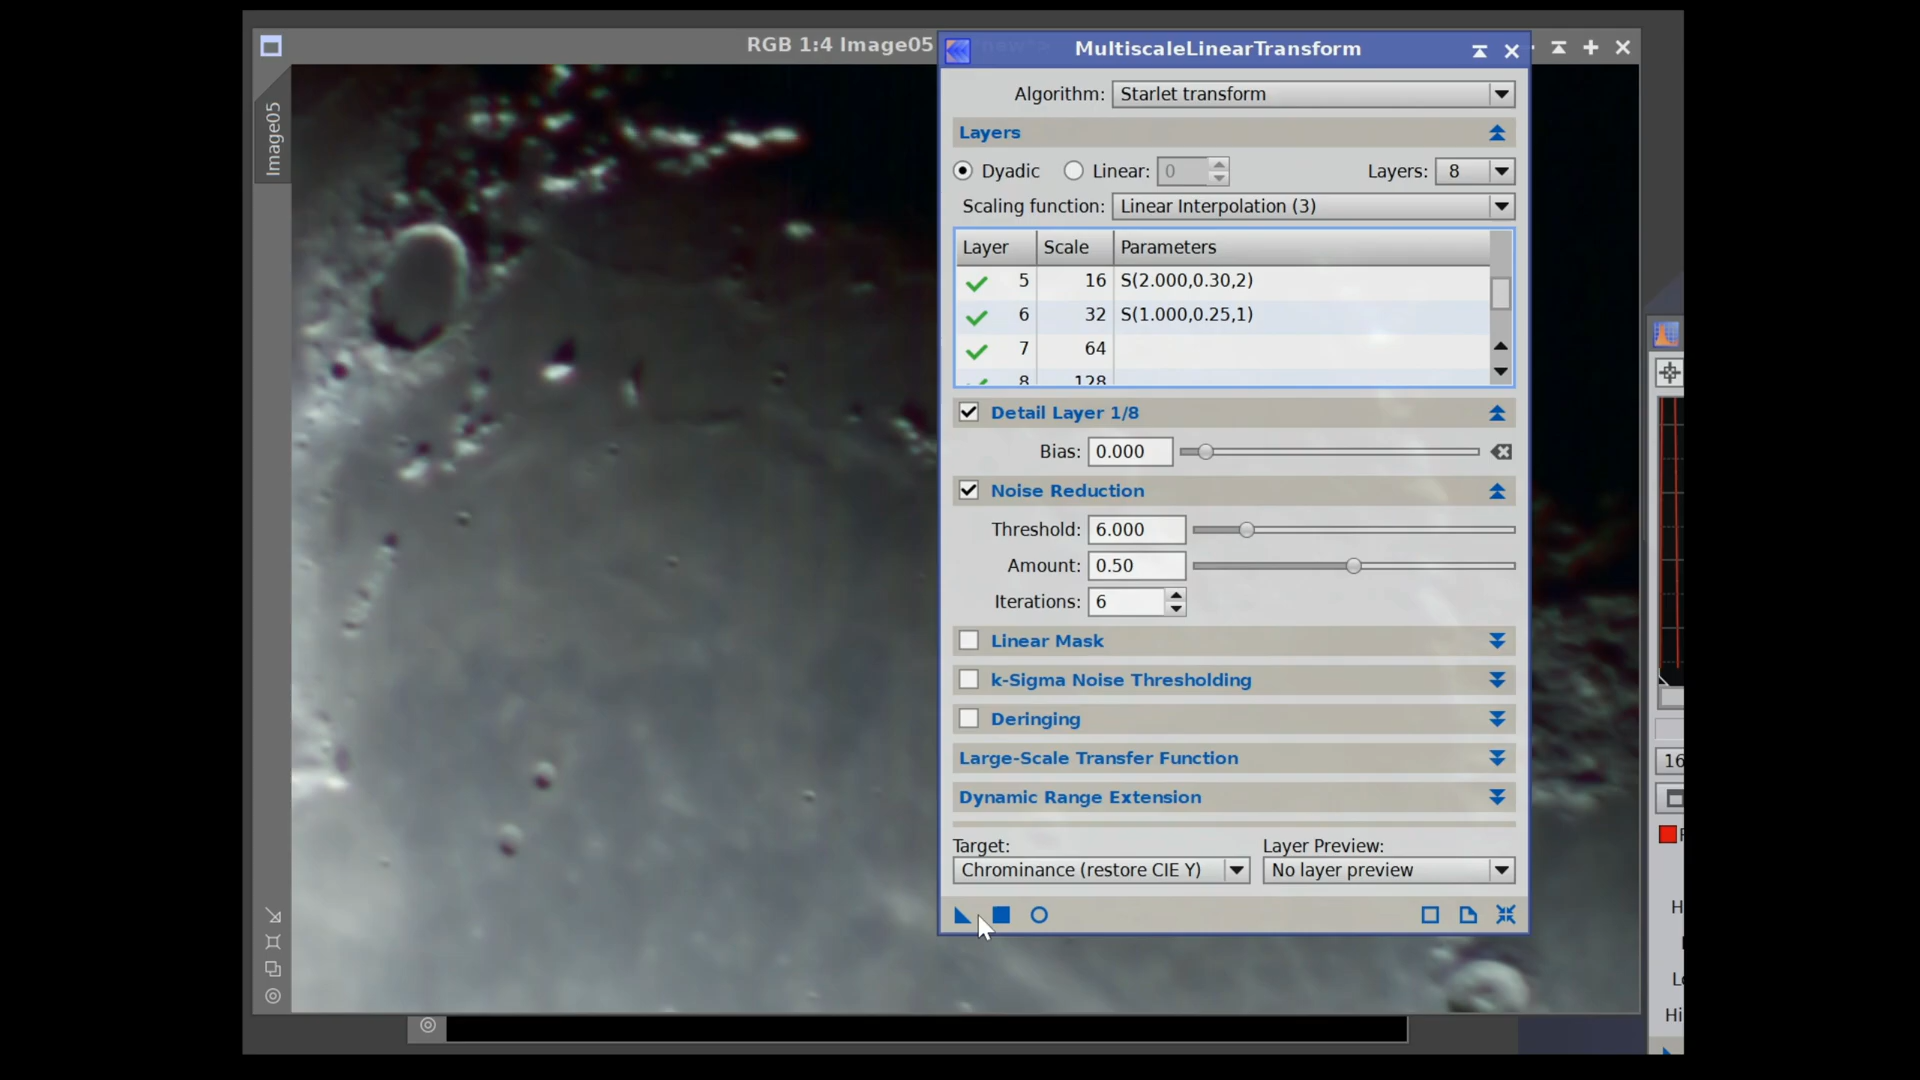 RGB 1:4 Image05
Image05
MultiscaleLinearTransform
Algorithm: Starlet transform
Layers
Dyadic Linear: 0 Layers: 8
Scaling function: Linear Interpolation (3)
Layer Scale Parameters
5 16 S(2.000,0.30,2)
6 32 S(1.000,0.25,1)
7 64
8 128
Detail Layer 1/8
Bias: 0.000
Noise Reduction
Threshold: 6.000
Amount: 0.50
Iterations: 6
Linear Mask
k-Sigma Noise Thresholding
Deringing
Large-Scale Transfer Function
Dynamic Range Extension
Target: Layer Preview:
Chrominance (restore CIE Y) No layer preview
16
H
Hi